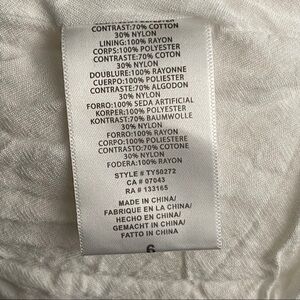 CONTRAST:70% COTTON
30% NYLON
LINING:100% RAYON
CORPS:100% POLYESTER
CONTRASTE:70% COTTON
30% NYLON
DOUBLURE:100% RAYONNE
CUERPO:100% POLIESTER
CONTRASTE:70% ALGODON
30% NYLON
FORRO:100% SEDA ARTIFICIAL
KORPER:100% POLYESTER
KONTRAST:70% BAUMWOLLE
30% NYLON
FORRO:100% RAYON
CORPO:100% POLIESTERE
CONTRASTO:70% COTONE
30% NYLON
FODERA:100% RAYON
STYLE # TY50272
CA # 07043
RA # 133165
MADE IN CHINA/
FABRIQUE EN LA CHINE/
HECHO EN CHINA/
GEMACHT IN CHINA/
FATTO IN CHINA